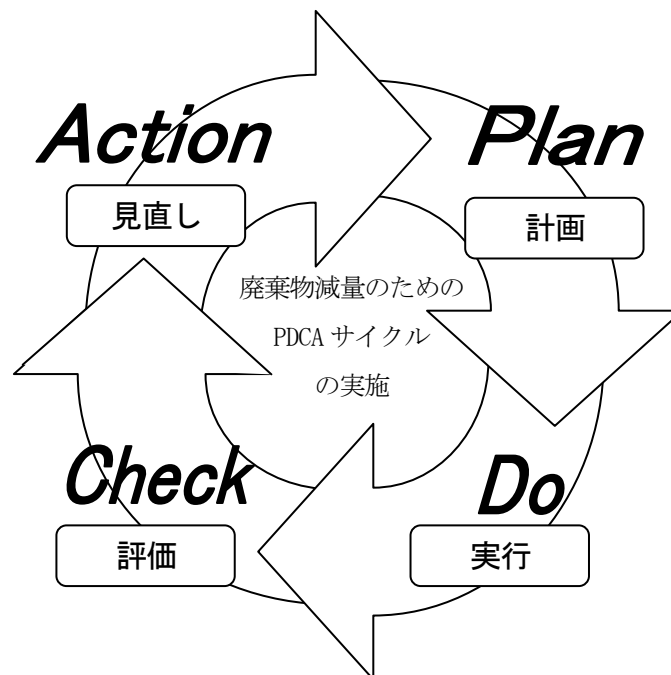 Action
見直し
Plan
計画
廃棄物減量のための
PDCA サイクル
の実施
Check
評価
Do
実行